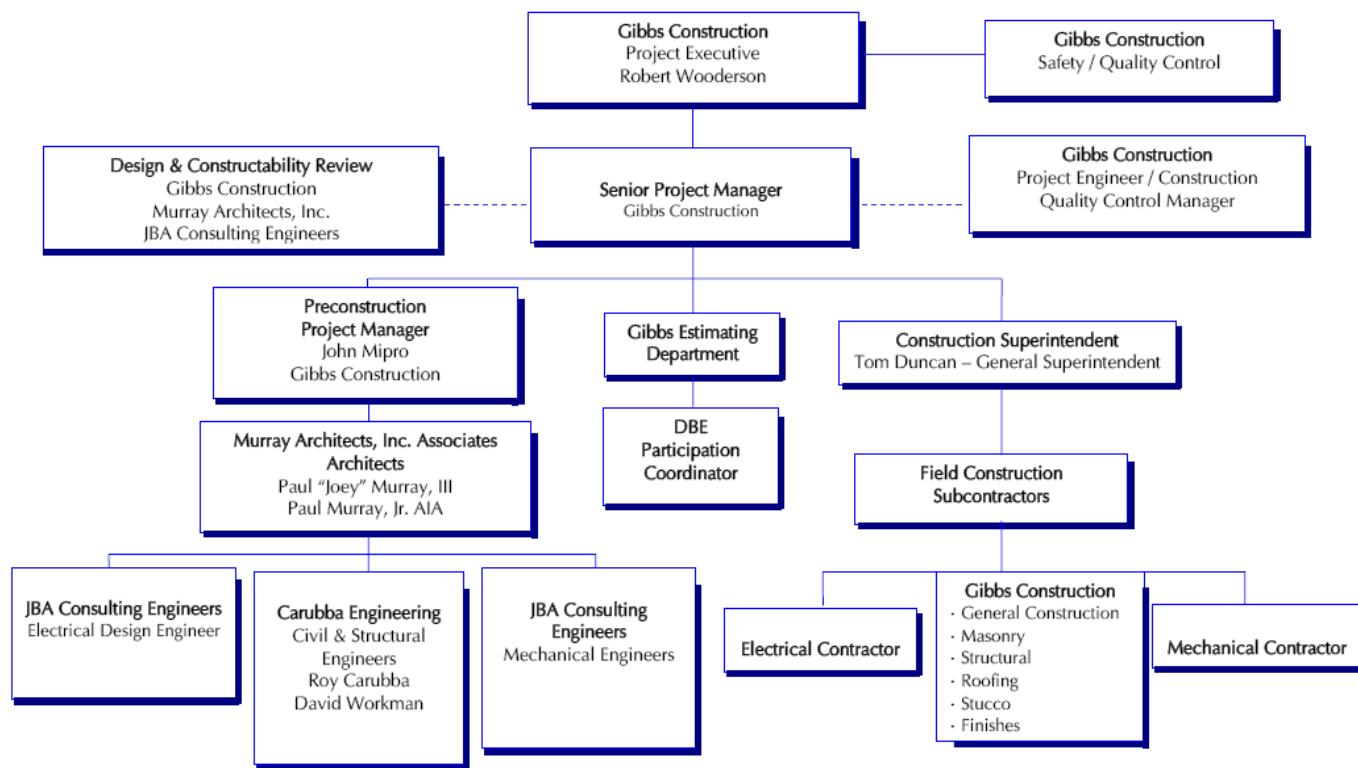 Gibbs Construction
Project Executive
Robert Wooderson
Gibbs Construction
Safety / Quality Control
Design & Constructability Review
Gibbs Construction
Murray Architects, Inc.
JBA Consulting Engineers
Senior Project Manager
Gibbs Construction
Gibbs Construction
Project Engineer / Construction
Quality Control Manager
Preconstruction
Project Manager
John Mipro
Gibbs Construction
Gibbs Estimating
Department
Construction Superintendent
Tom Duncan – General Superintendent
Murray Architects, Inc. Associates
Architects
Paul “Joey” Murray, III
Paul Murray, Jr. AIA
DBE
Participation
Coordinator
Field Construction
Subcontractors
JBA Consulting Engineers
Electrical Design Engineer
Carubba Engineering
Civil & Structural
Engineers
Roy Carubba
David Workman
JBA Consulting
Engineers
Mechanical Engineers
Electrical Contractor
Gibbs Construction
· General Construction
· Masonry
· Structural
· Roofing
· Stucco
· Finishes
Mechanical Contractor